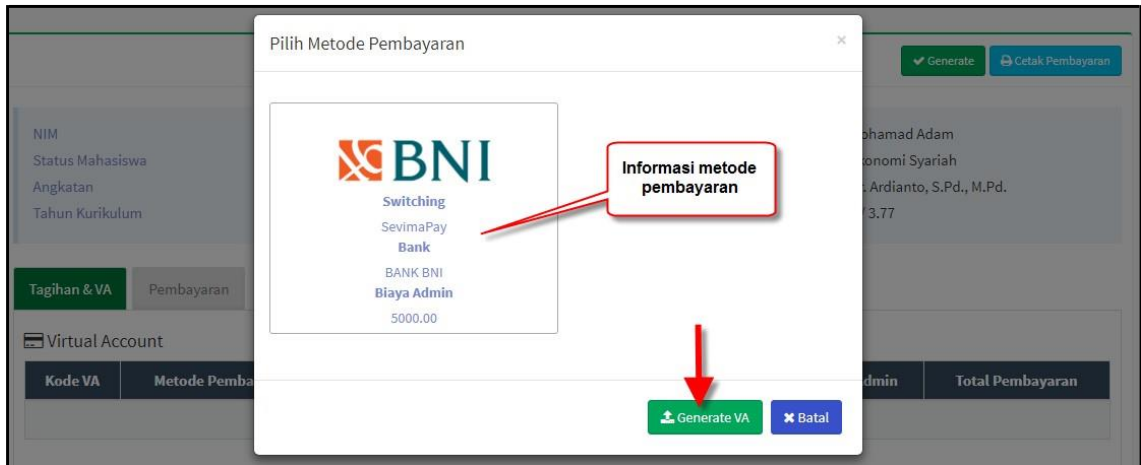 Pilih Metode Pembayaran
×
Generate
Cetak Pembayaran
NIM
Status Mahasiswa
Angkatan
Tahun Kurikulum
ohamad Adam
konomi Syariah
. Ardianto, S.Pd., M.Pd.
/ 3.77
BNI
Switching
SevimaPay
Bank
BANK BNI
Biaya Admin
5000.00
Informasi metode
pembayaran
Tagihan & VA
Pembayaran
Virtual Account
Kode VA
Metode Pemba
dmin
Total Pembayaran
Generate VA
Batal